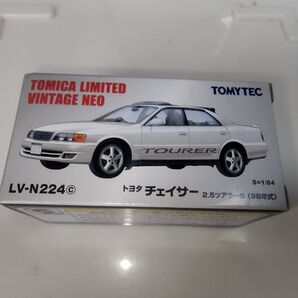 TOMICA LIMITED
VINTAGE NEO
TOMYTEC
TOURER
LV-N224c
トヨタ チェイサー
S=1/64
2.5ツアラーS (98年式)